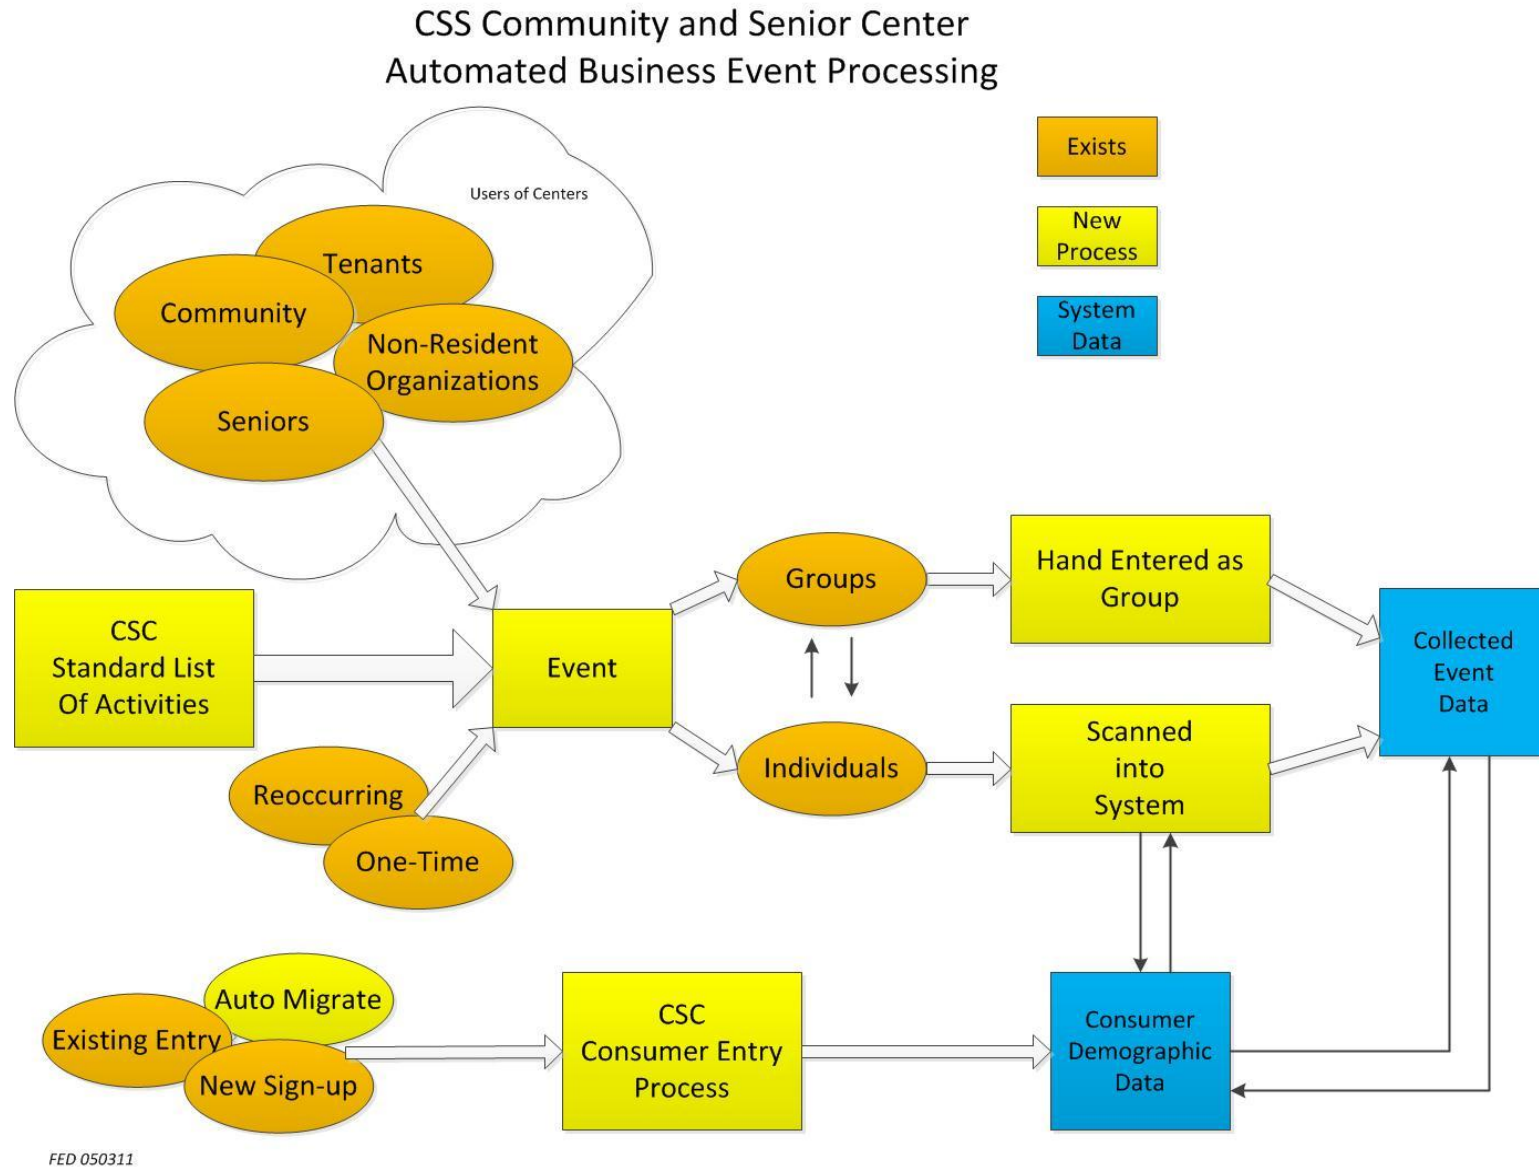 CSS Community and Senior Center
Automated Business Event Processing
Exists
Users of Centers
New
Process
Tenants
Community
System
Data
Non-Resident
Organizations
Seniors
Groups
Hand Entered as
Group
CSC
Standard List
Of Activities
Event
Collected
Event
Data
Scanned
into
System
Individuals
Reoccurring
One-Time
Auto Migrate
Existing Entry
New Sign-up
CSC
Consumer Entry
Process
Consumer
Demographic
Data
FED 050311